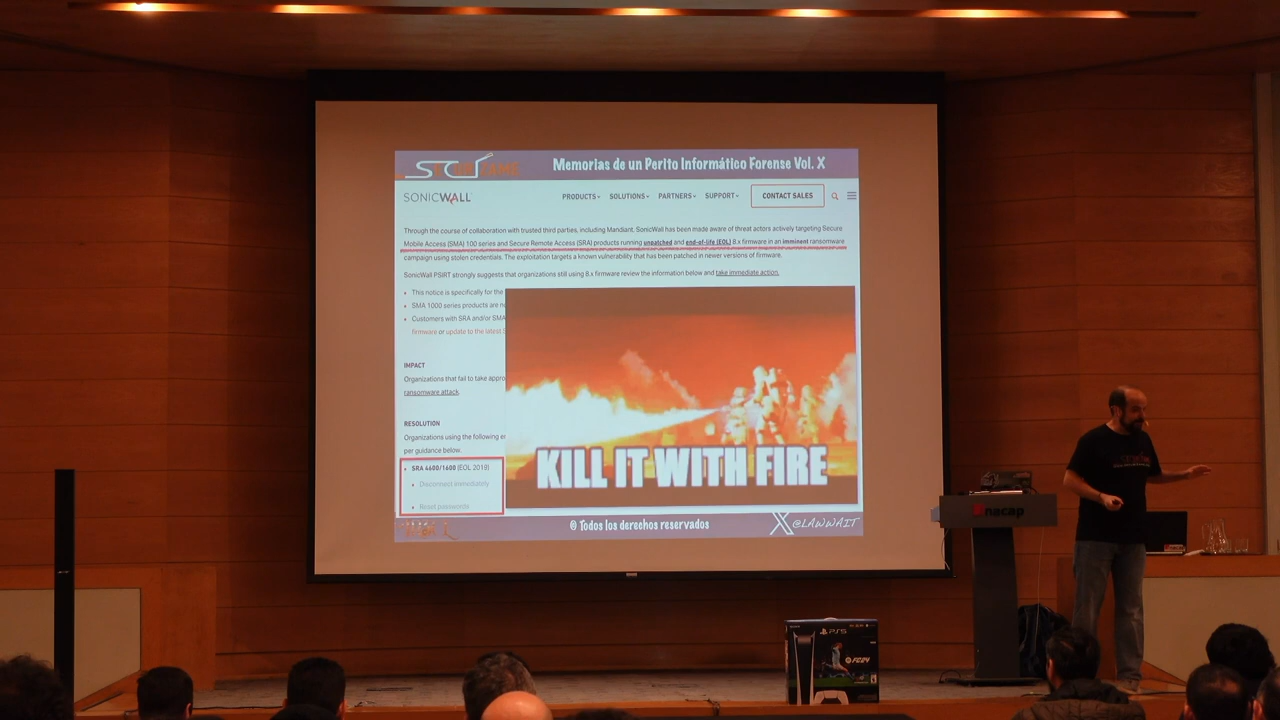 Memorias de un Perito Informático Forense Vol. X
SONICWALL
PRODUCTS SOLUTIONS PARTNERS SUPPORT CONTACT SALES
Through the course of collaboration with trusted third parties, including Mandiant, SonicWall has been made aware of threat actors actively targeting Secure
Mobile Access (SMA) 100 series and Secure Remote Access (SRA) products running unpatched and end-of-life (EOL) 8.x firmware in an imminent ransomware
campaign using stolen credentials. The exploitation targets a known vulnerability that has been patched in newer versions of firmware.
SonicWall PSIRT strongly suggests that organizations still using 8.x firmware review the information below and take immediate action.
• This notice is specifically for the
• SMA 1000 series products are
• Customers with SRA and/or SMA
firmware or update to the latest
IMPACT
Organizations that fail to take
ransomware attack.
RESOLUTION
Organizations using the following
per guidance below.
• SRA 4600/1600 (EOL 2019)
• Disconnect immediately
• Reset passwords
KILL IT WITH FIRE
© Todos los derechos reservados
X @LAWWAIT
inacap
PS5
FC24